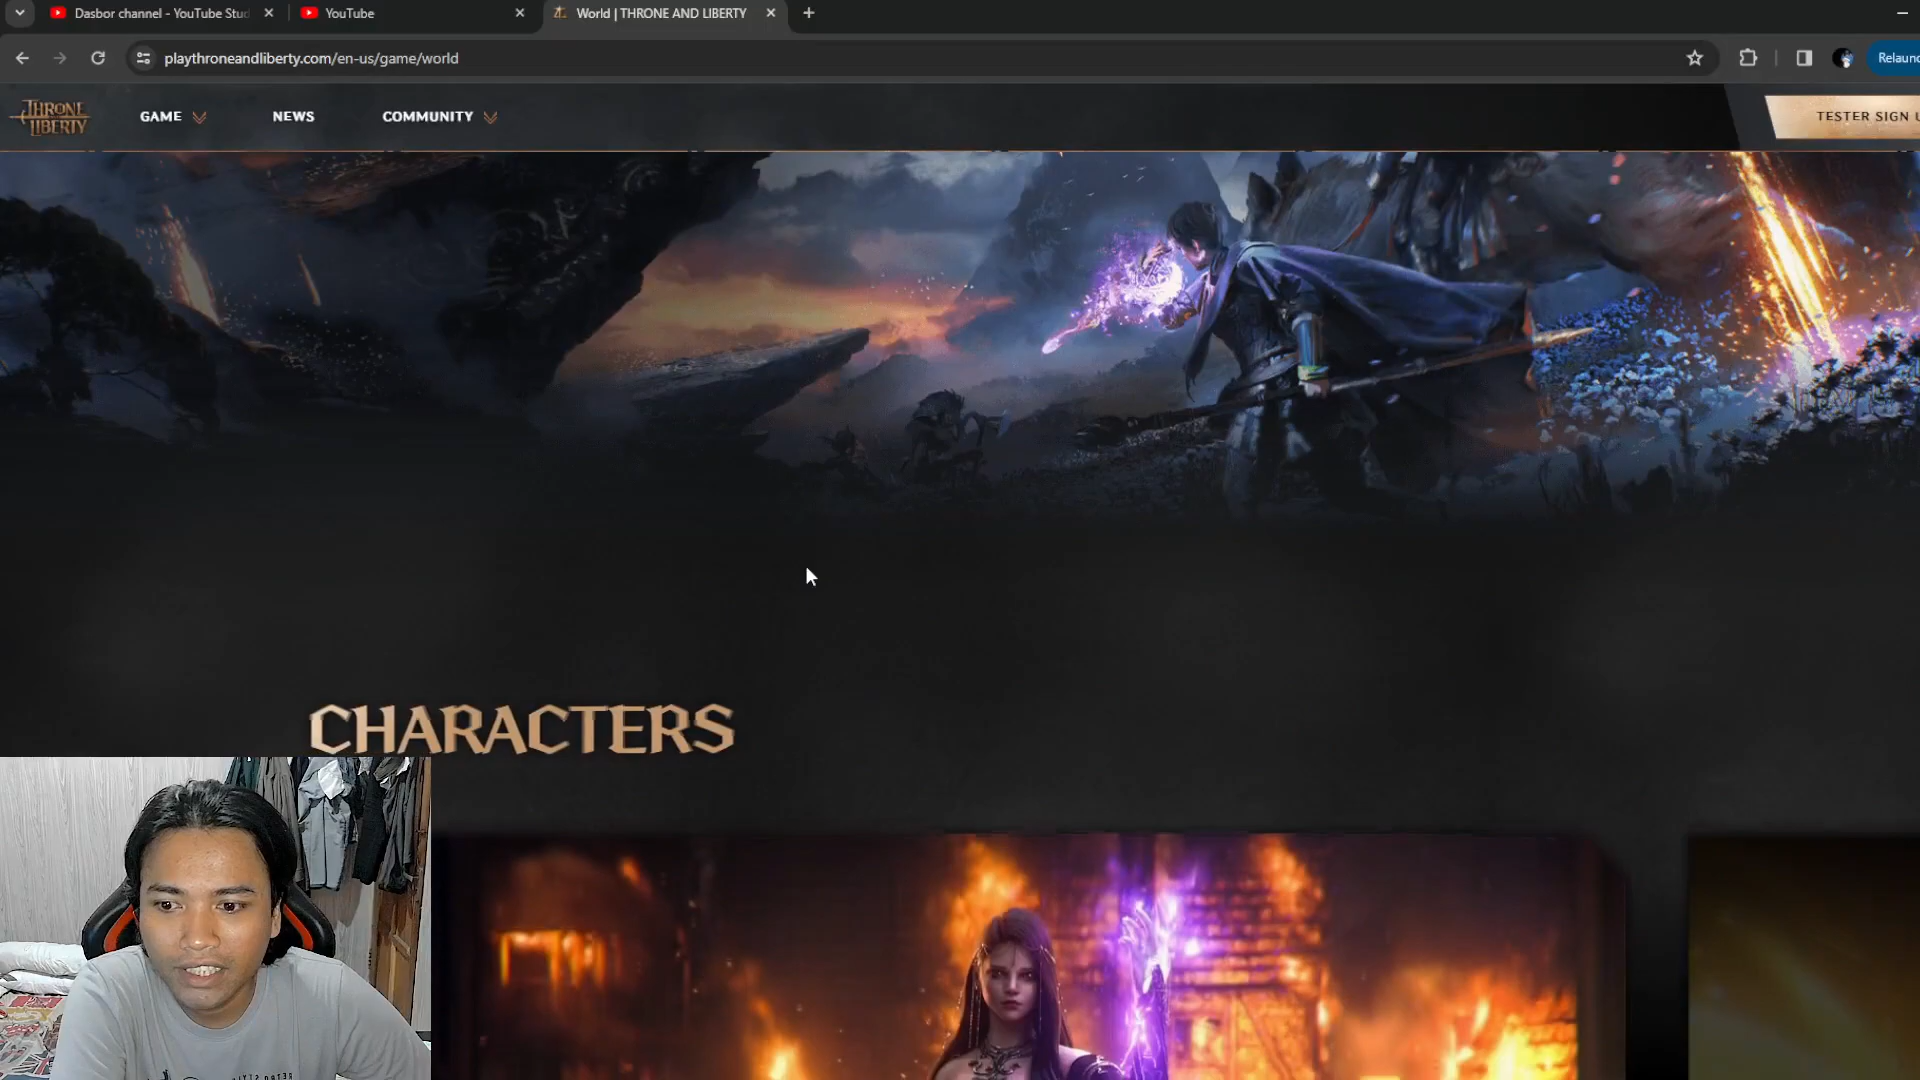 Dasbor channel - YouTube Stu
YouTube
World | THRONE AND LIBERTY
playthroneandliberty.com/en-us/game/world
Relaunc
THRONE
LIBERTY
GAME
NEWS
COMMUNITY
TESTER SIGN U
CHARACTERS